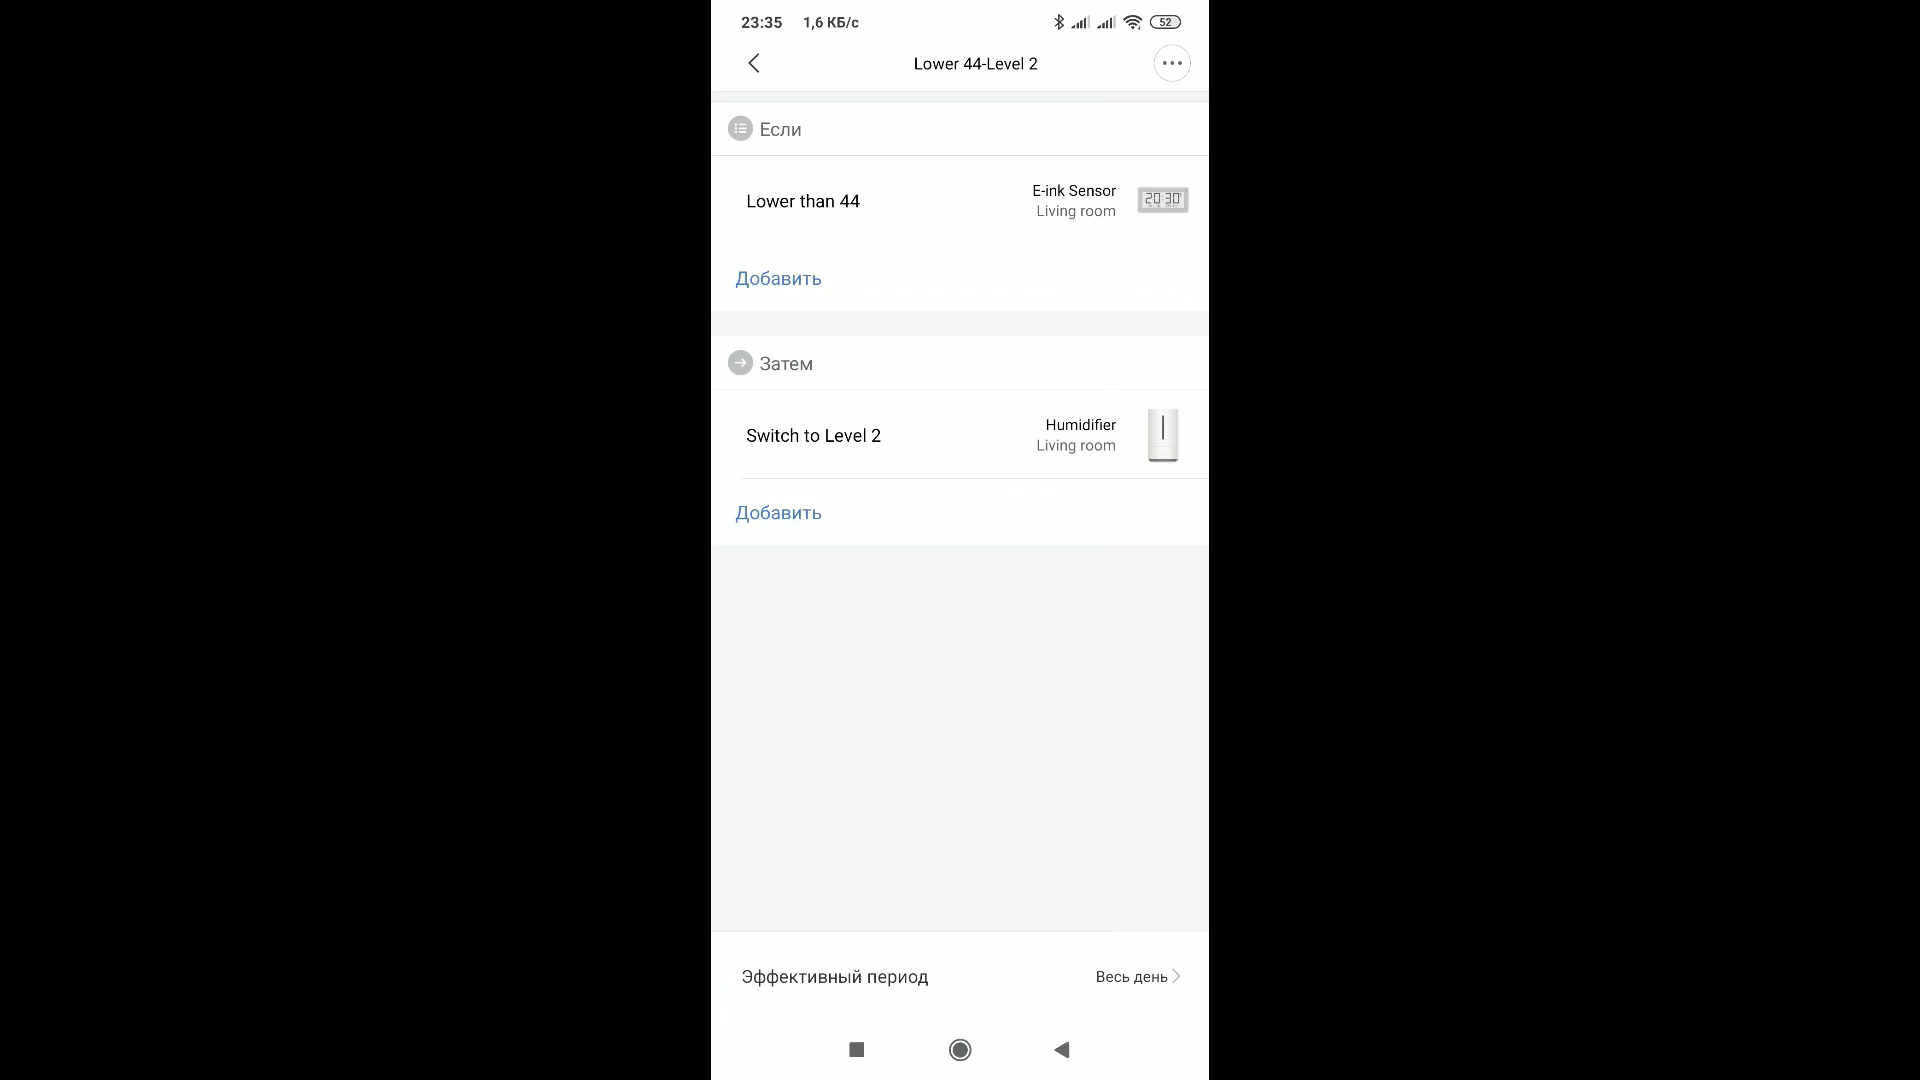 23:35 1,6 КБ/с 52
Lower 44-Level 2
Если
Lower than 44
E-ink Sensor
Living room
20:30
Добавить
Затем
Switch to Level 2
Humidifier
Living room
Добавить
Эффективный период
Весь день